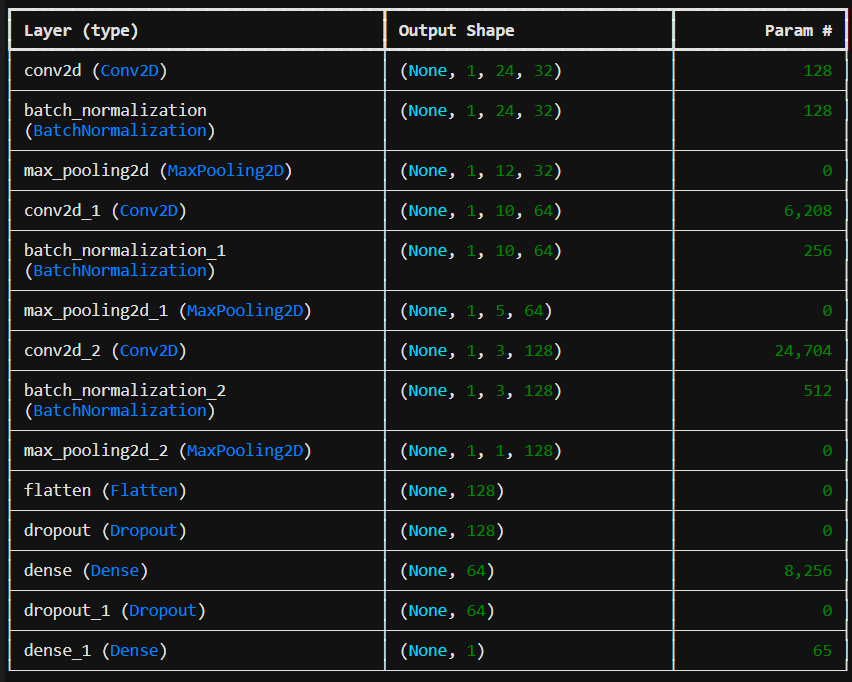 Layer (type) Output Shape Param #
conv2d (Conv2D) (None, 1, 24, 32) 128
batch_normalization (None, 1, 24, 32) 128
(BatchNormalization)
max_pooling2d (MaxPooling2D) (None, 1, 12, 32) 0
conv2d_1 (Conv2D) (None, 1, 10, 64) 6,208
batch_normalization_1 (None, 1, 10, 64) 256
(BatchNormalization)
max_pooling2d_1 (MaxPooling2D) (None, 1, 5, 64) 0
conv2d_2 (Conv2D) (None, 1, 3, 128) 24,704
batch_normalization_2 (None, 1, 3, 128) 512
(BatchNormalization)
max_pooling2d_2 (MaxPooling2D) (None, 1, 1, 128) 0
flatten (Flatten) (None, 128) 0
dropout (Dropout) (None, 128) 0
dense (Dense) (None, 64) 8,256
dropout_1 (Dropout) (None, 64) 0
dense_1 (Dense) (None, 1) 65